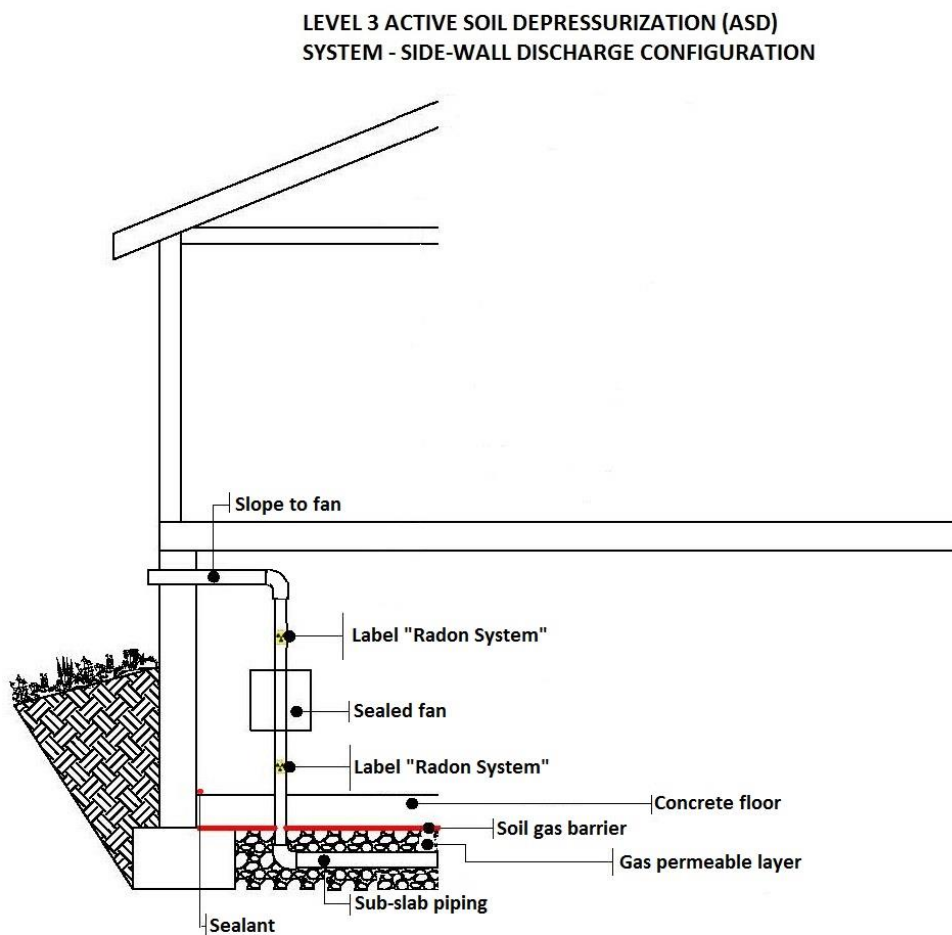 LEVEL 3 ACTIVE SOIL DEPRESSURIZATION (ASD)
SYSTEM - SIDE-WALL DISCHARGE CONFIGURATION
Slope to fan
Label "Radon System"
Sealed fan
Label "Radon System"
Concrete floor
Soil gas barrier
Gas permeable layer
Sub-slab piping
Sealant